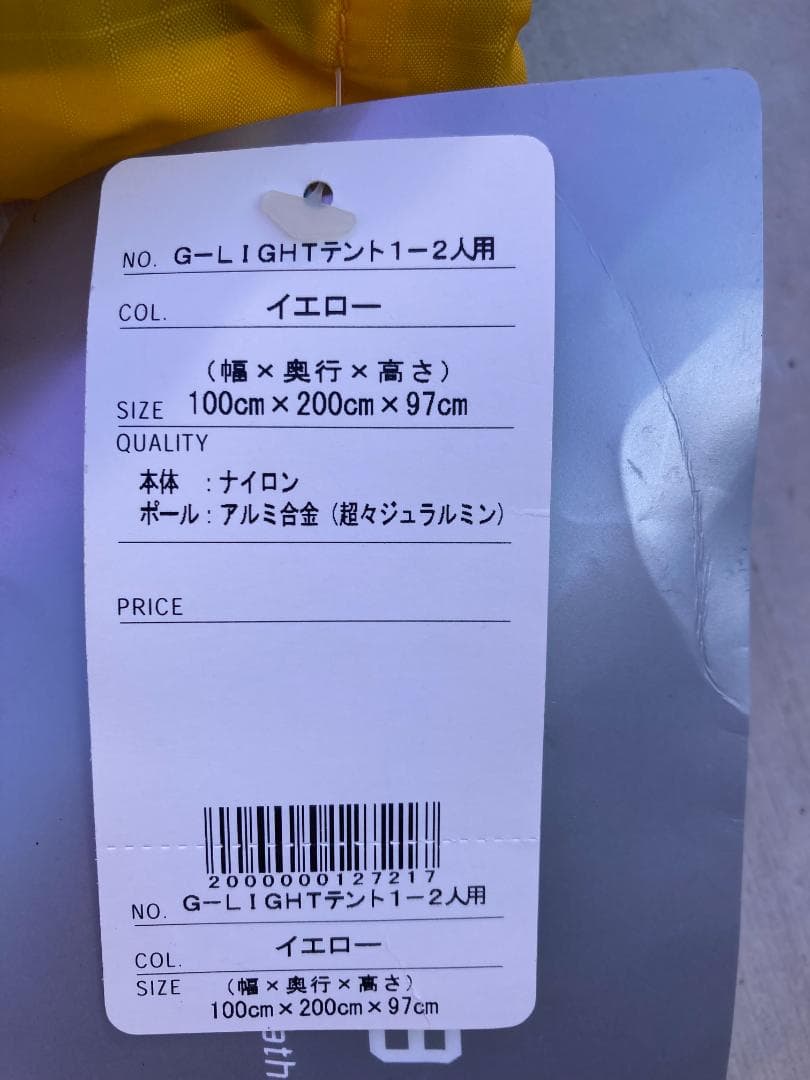 NO. G−LIGHTテント1−2人用
COL. イエロー
（幅×奥行×高さ）
SIZE 100cm×200cm×97cm
QUALITY
本体 :ナイロン
ポール:アルミ合金（超々ジュラルミン）
PRICE
2000000127217
NO. G−LIGHTテント1−2人用
COL. イエロー
SIZE （幅×奥行×高さ）
100cm×200cm×97cm